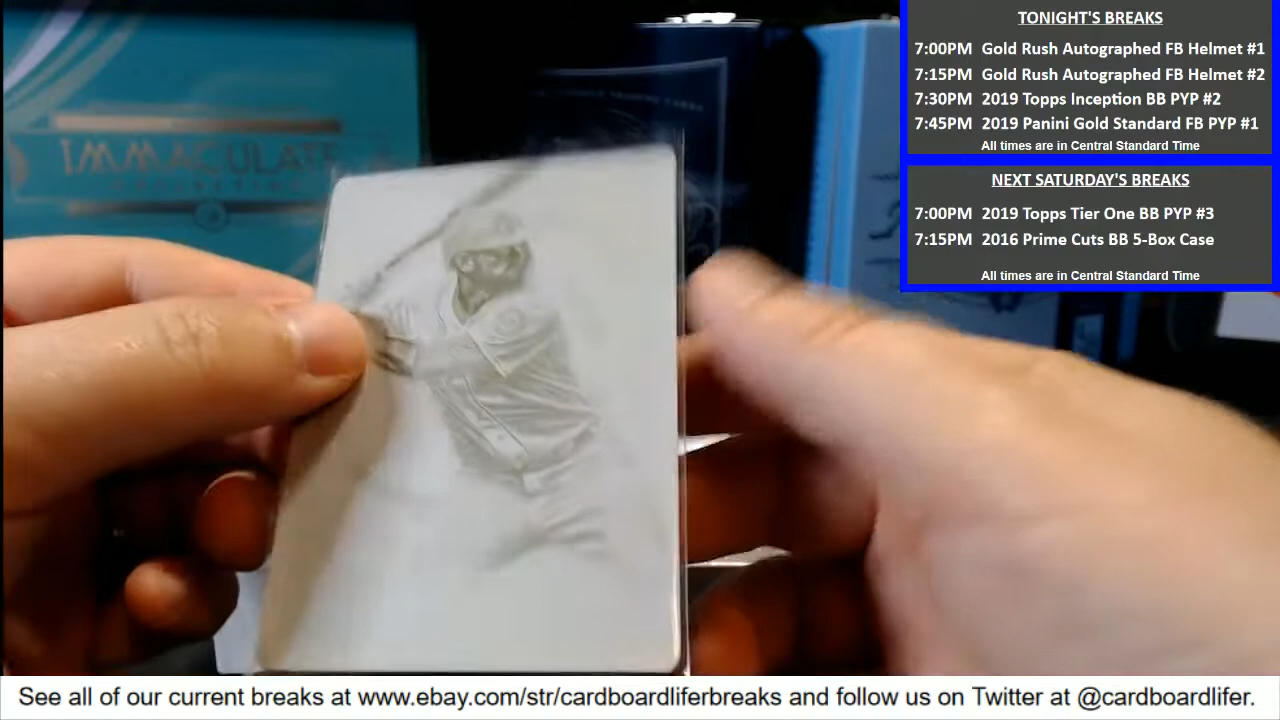 TONIGHT'S BREAKS
7:00PM Gold Rush Autographed FB Helmet #1
7:15PM Gold Rush Autographed FB Helmet #2
7:30PM 2019 Topps Inception BB PYP #2
7:45PM 2019 Panini Gold Standard FB PYP #1
All times are in Central Standard Time
NEXT SATURDAY'S BREAKS
7:00PM 2019 Topps Tier One BB PYP #3
7:15PM 2016 Prime Cuts BB 5-Box Case
All times are in Central Standard Time
IMMACULATE
COLLECTION
See all of our current breaks at www.ebay.com/str/cardboardliferbreaks and follow us on Twitter at @cardboardlifer.